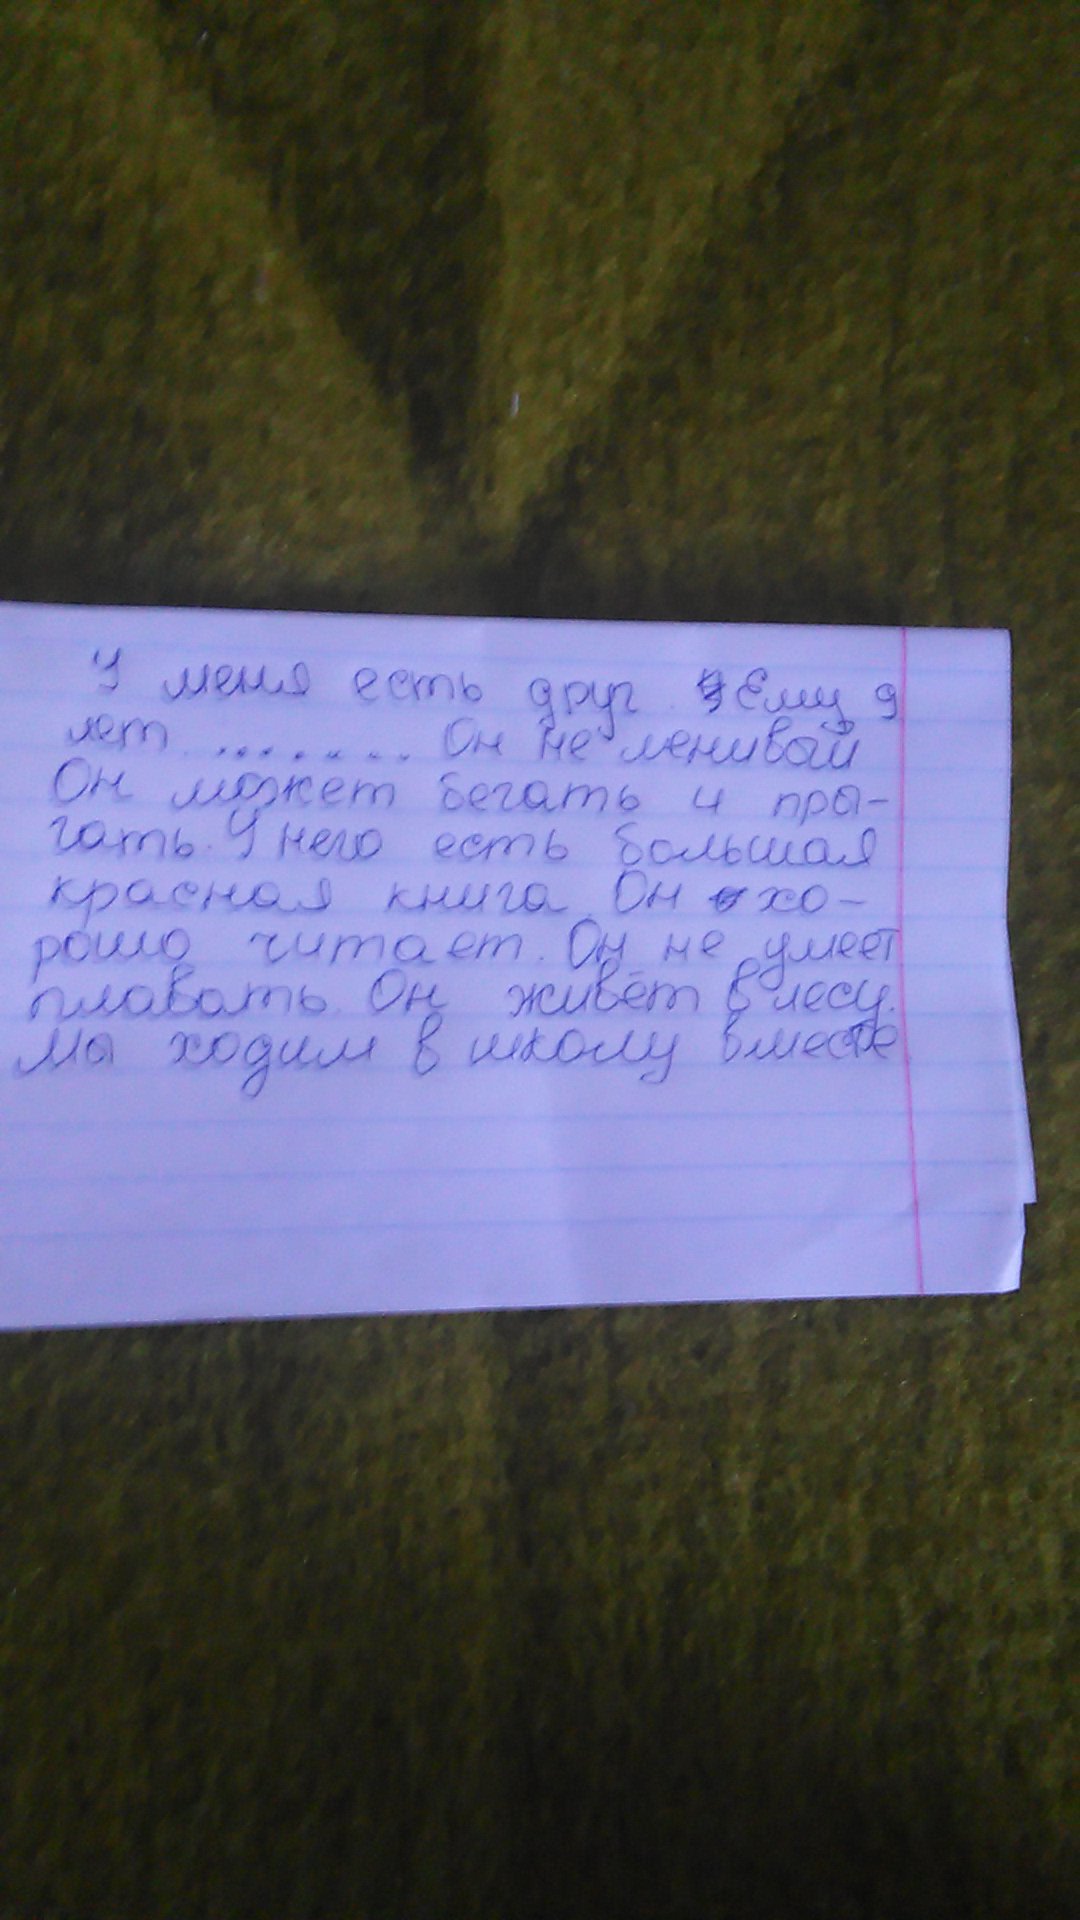 У меня есть друг. Ему 9
лет ........ Он не ленивый
Он может бегать и пры-
гать. У него есть большая
красная книга. Он хо-
рошо читает. Он не умеет
плавать. Он живёт в лесу.
Мы ходим в школу вместе